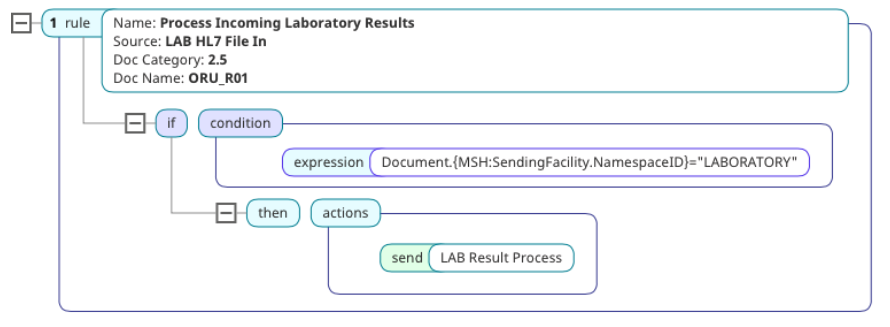 1 rule
Name: Process Incoming Laboratory Results
Source: LAB HL7 File In
Doc Category: 2.5
Doc Name: ORU_R01
if condition
expression Document.{MSH:SendingFacility.NamespaceID}="LABORATORY"
then actions
send LAB Result Process